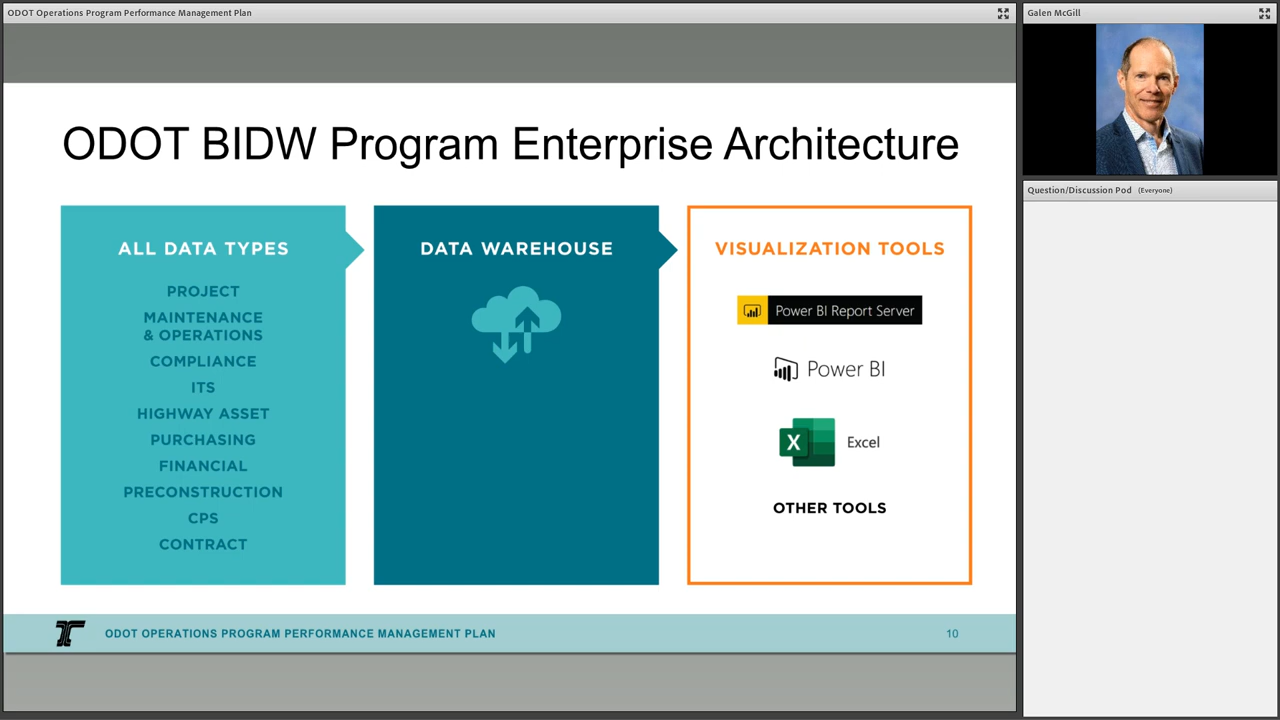 ODOT Operations Program Performance Management Plan
Galen McGill
Question/Discussion Pod (Everyone)
ODOT BIDW Program Enterprise Architecture
ALL DATA TYPES
PROJECT
MAINTENANCE
& OPERATIONS
COMPLIANCE
ITS
HIGHWAY ASSET
PURCHASING
FINANCIAL
PRECONSTRUCTION
CPS
CONTRACT
DATA WAREHOUSE
VISUALIZATION TOOLS
Power BI Report Server
Power BI
X Excel
OTHER TOOLS
ODOT OPERATIONS PROGRAM PERFORMANCE MANAGEMENT PLAN
10